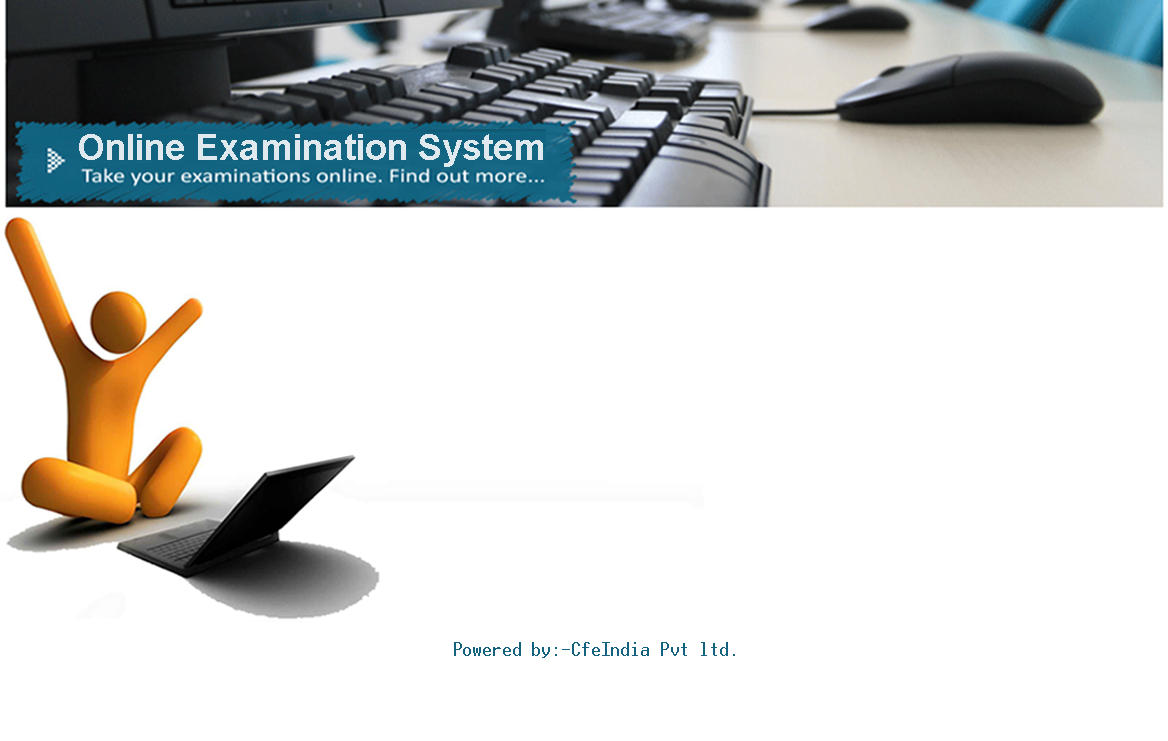 Online Examination System
Take your examinations online. Find out more...
Powered by:-CfeIndia Pvt ltd.